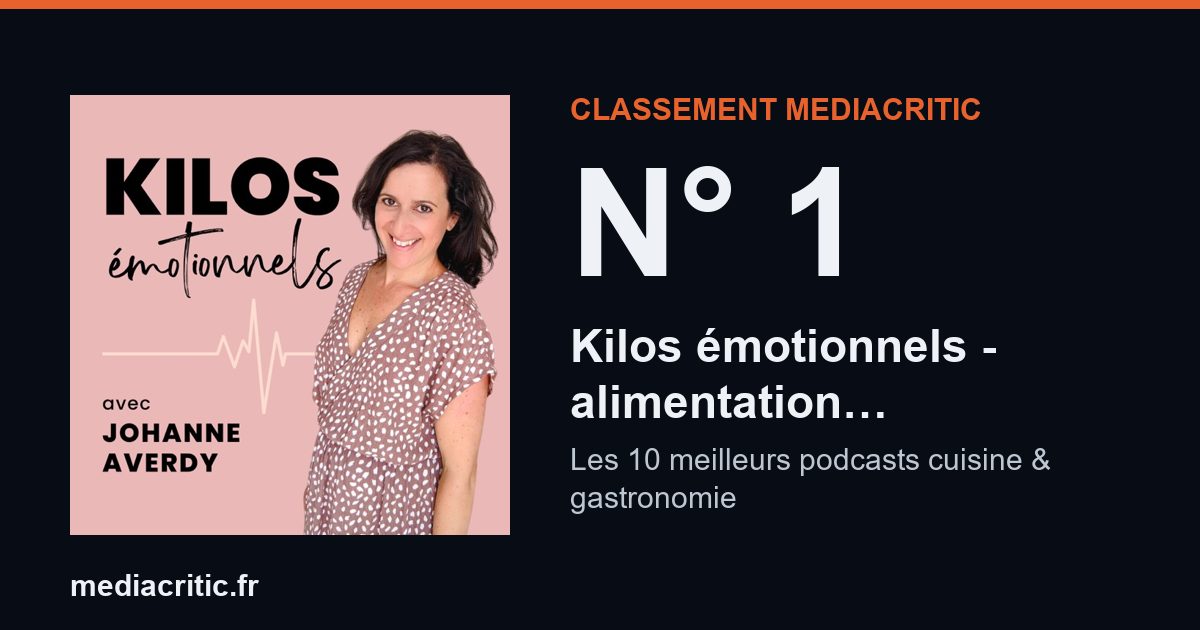 KILOS
émotionnels
avec
JOHANNE
AVERDY
CLASSEMENT MEDIACRITIC
N° 1
Kilos émotionnels -
alimentation…
Les 10 meilleurs podcasts cuisine &
gastronomie
mediacritic.fr